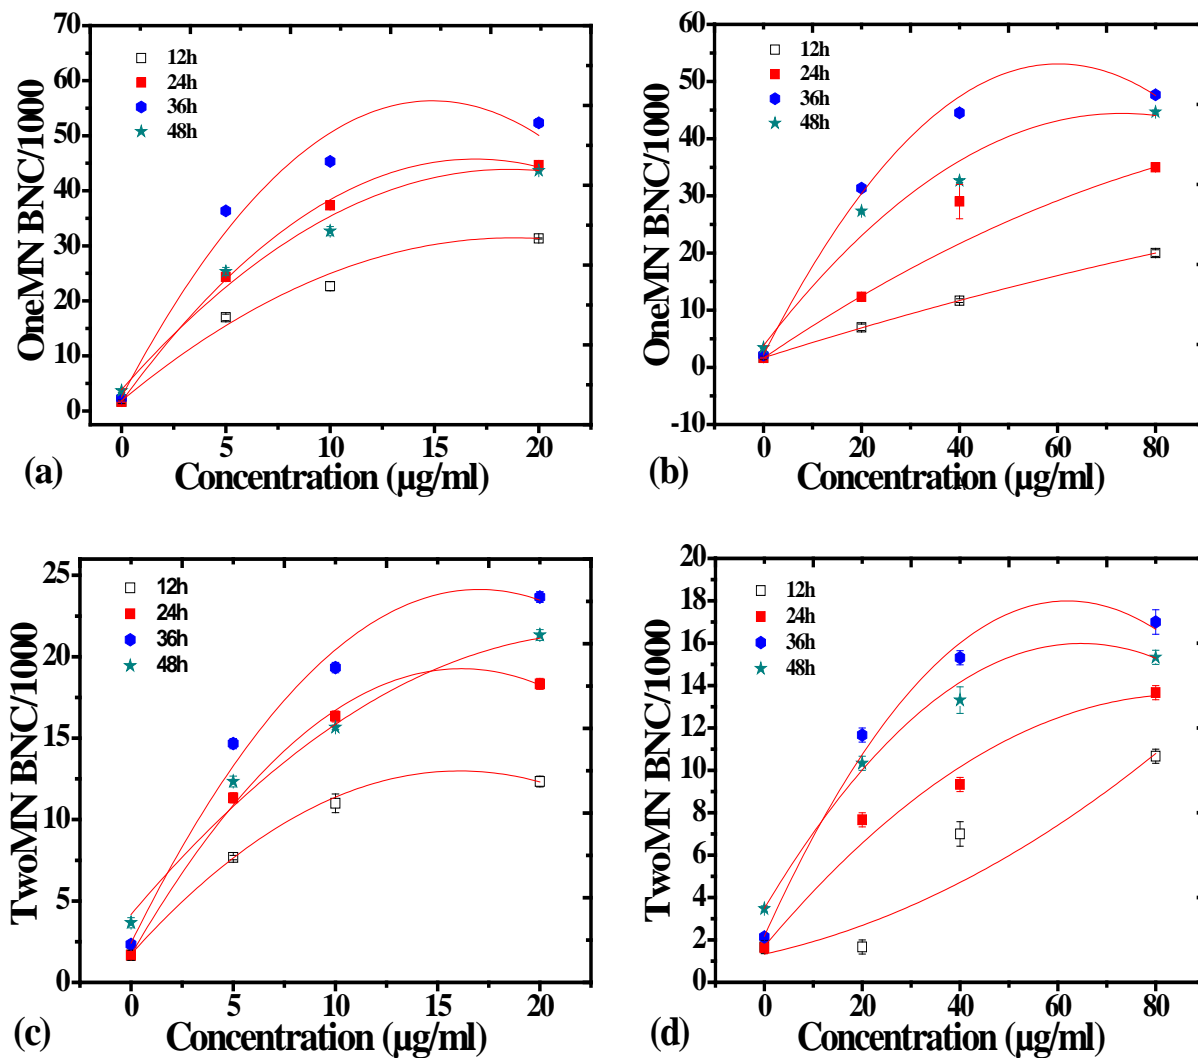 OneMN BNC/1000
70
60
50
40
30
20
10
0
12h
24h
36h
48h
0 5 10 15 20
(a) Concentration (µg/ml)
OneMN BNC/1000
60
50
40
30
20
10
0
-10
12h
24h
36h
48h
0 20 40 60 80
(b) Concentration (µg/ml)
TwoMN BNC/1000
25
20
15
10
5
0
12h
24h
36h
48h
0 5 10 15 20
(c) Concentration (µg/ml)
TwoMN BNC/1000
20
18
16
14
12
10
8
6
4
2
0
12h
24h
36h
48h
0 20 40 60 80
(d) Concentration (µg/ml)